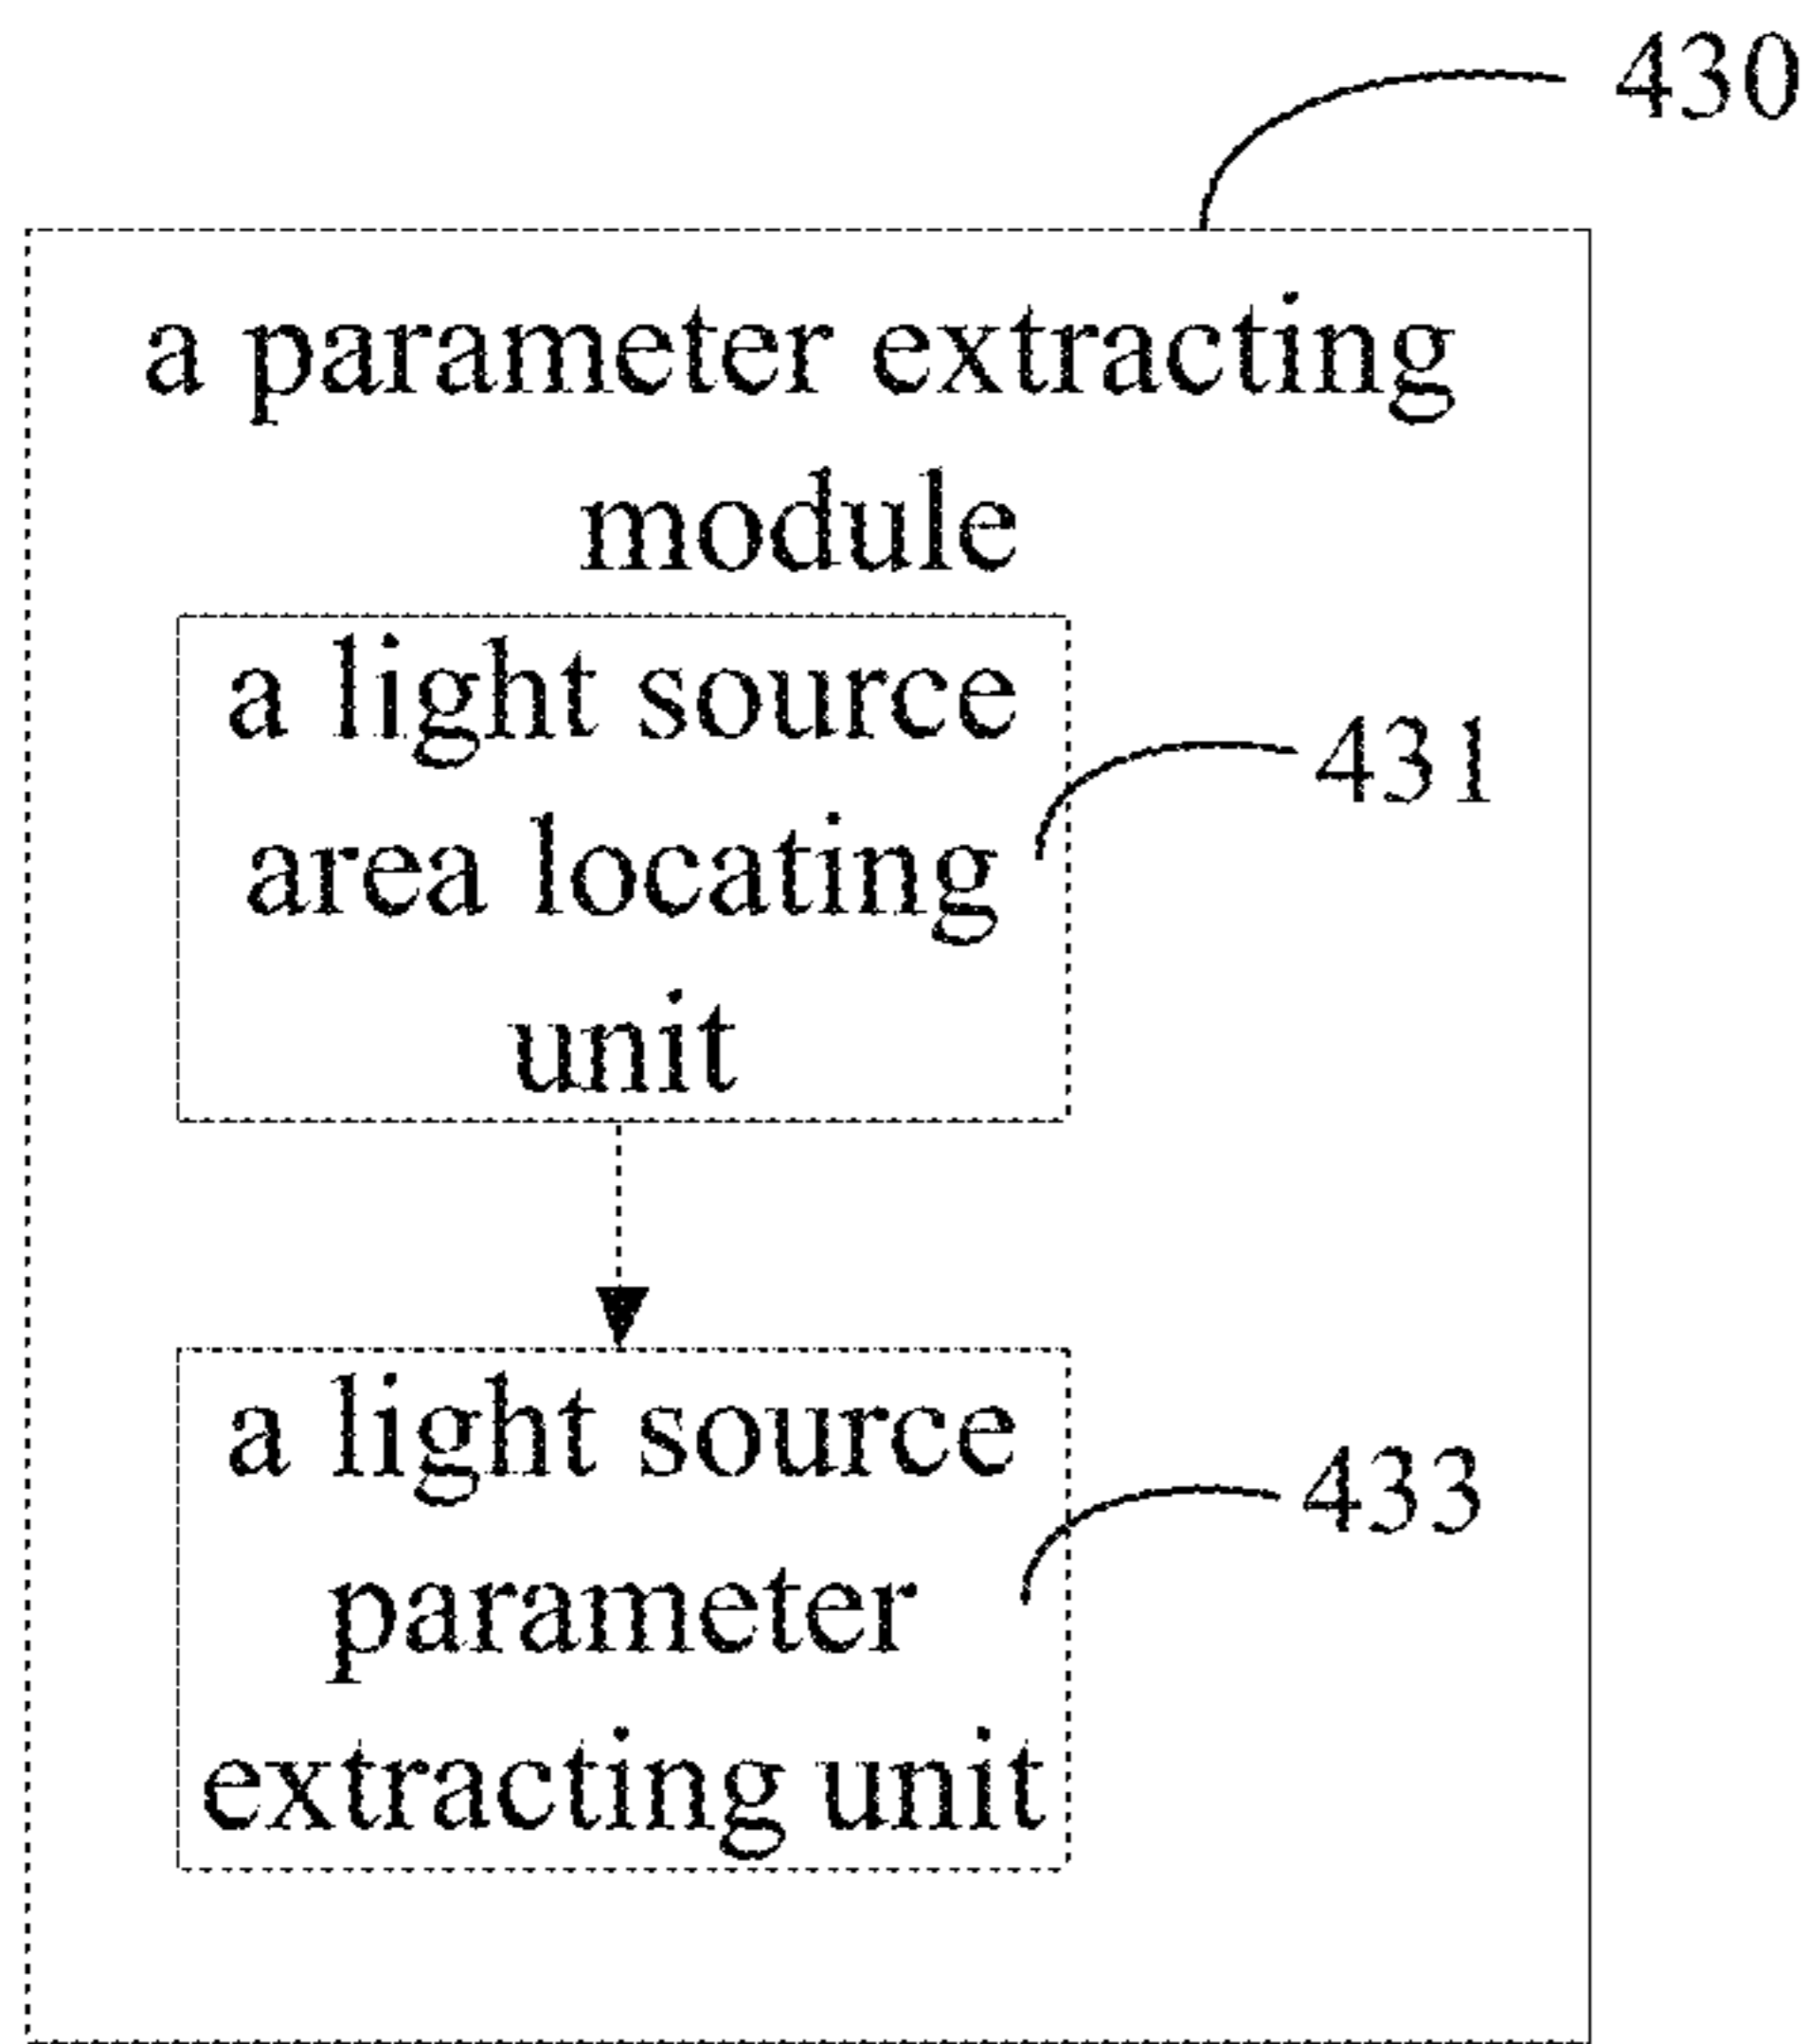 430
a parameter extracting
module
a light source
area locating
unit
431
a light source
parameter
extracting unit
433